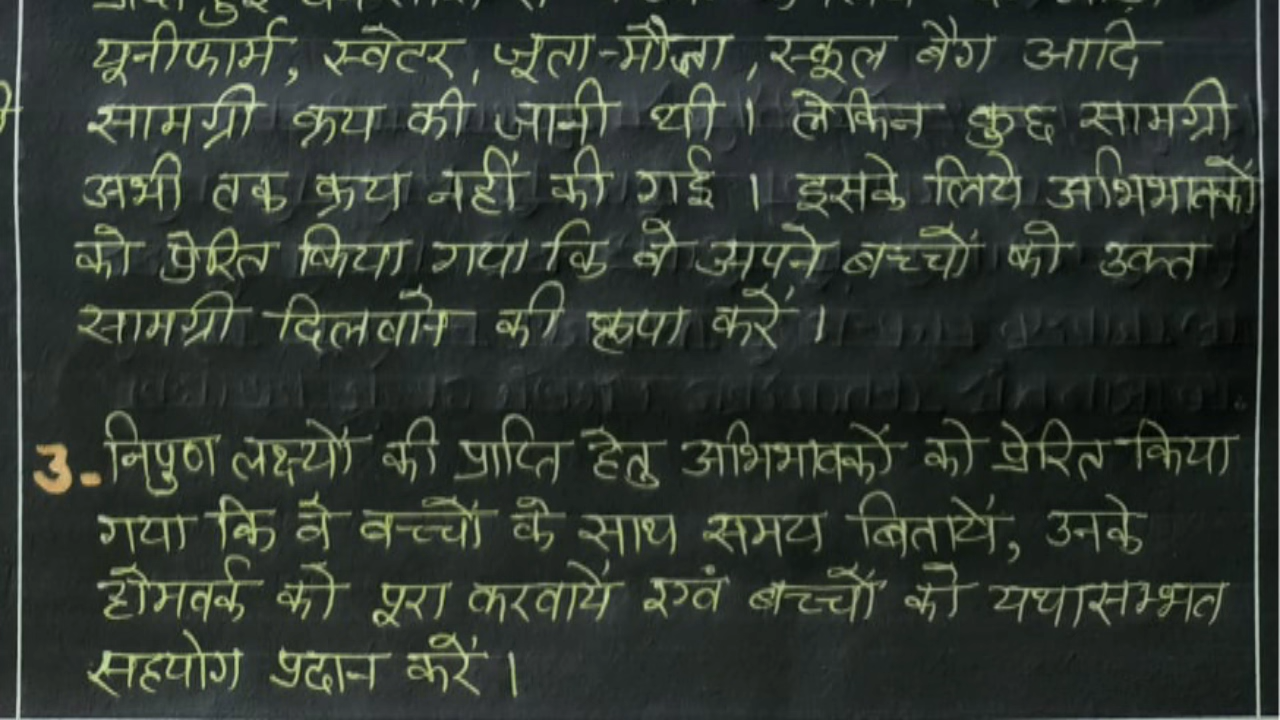 यूनीफार्म, स्वेटर, जूता-मौजा, स्कूल बैग आदि
सामग्री क्रय की जानी थी। लेकिन कुछ सामग्री
अभी तक क्रय नहीं की गई । इसके लिये अभिभावकों
को प्रेरित किया गया कि वे अपने बच्चों को उक्त
सामग्री दिलवाने की कृपा करें ।
3. निपुण लक्ष्यों की प्राप्ति हेतु अभिभावकों को प्रेरित किया
गया कि वे बच्चों के साथ समय बितायें, उनके
होमवर्क को पूरा करवायें एवं बच्चों को यथासम्भव
सहयोग प्रदान करें ।